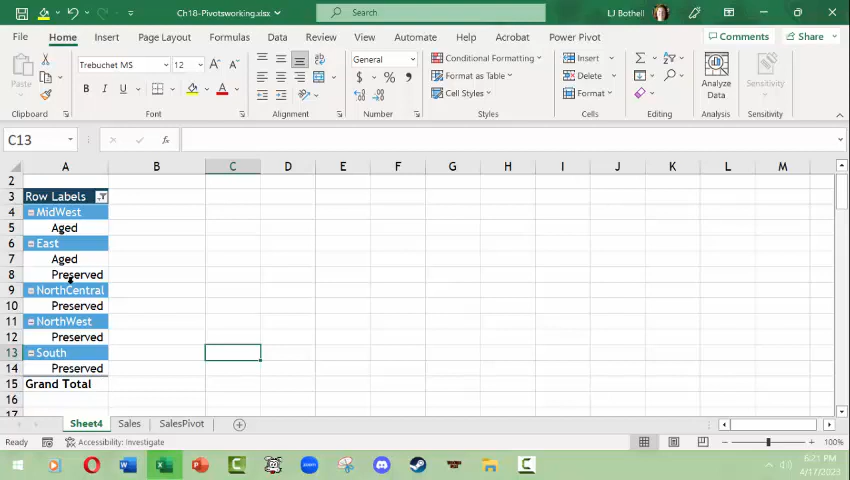 Ch18-Pivotsworking.xlsx
Search
LJ Bothell
File Home Insert Page Layout Formulas Data Review View Automate Help Acrobat Power Pivot
Comments Share
Paste
Trebuchet MS 12
General
Conditional Formatting
Format as Table
Cell Styles
Insert
Delete
Format
Analyze Data
Sensitivity
Clipboard Font Alignment Number Styles Cells Editing Analysis Sensitivity
C13
A B C D E F G H I J K L M
2
3 Row Labels
4 MidWest
5 Aged
6 East
7 Aged
8 Preserved
9 NorthCentral
10 Preserved
11 NorthWest
12 Preserved
13 South
14 Preserved
15 Grand Total
16
17
Sheet4 Sales SalesPivot
Ready Accessibility: Investigate 100%
6:21 PM
4/17/2023